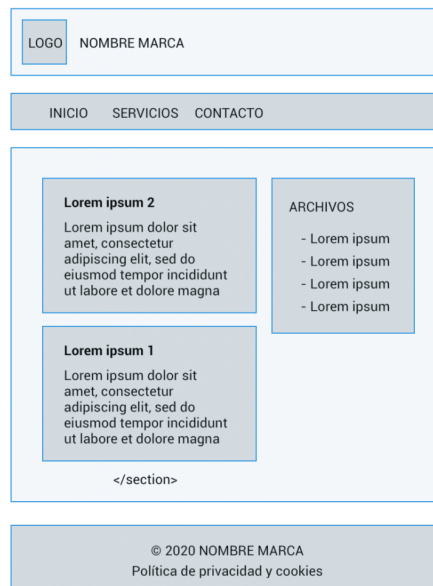 LOGO NOMBRE MARCA
INICIO SERVICIOS CONTACTO
Lorem ipsum 2
Lorem ipsum dolor sit
amet, consectetur
adipiscing elit, sed do
eiusmod tempor incididunt
ut labore et dolore magna
Lorem ipsum 1
Lorem ipsum dolor sit
amet, consectetur
adipiscing elit, sed do
eiusmod tempor incididunt
ut labore et dolore magna
</section>
ARCHIVOS
- Lorem ipsum
- Lorem ipsum
- Lorem ipsum
- Lorem ipsum
© 2020 NOMBRE MARCA
Política de privacidad y cookies